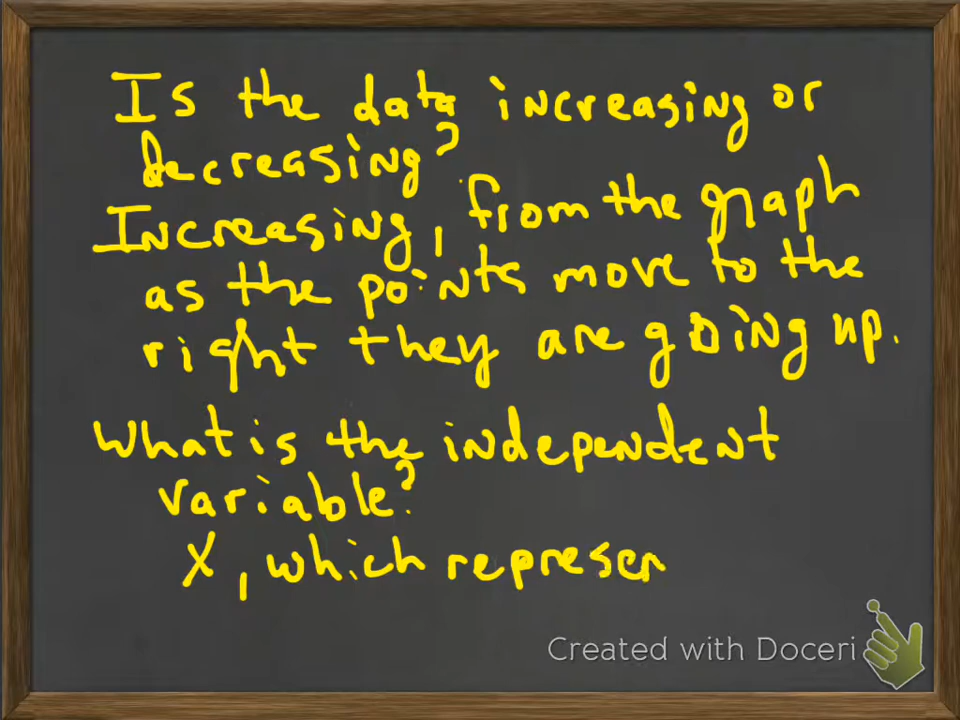 Is the data increasing or
decreasing?
Increasing, from the graph
as the points move to the
right they are going up.
What is the independent
variable?
X, which represen
Created with Doceri